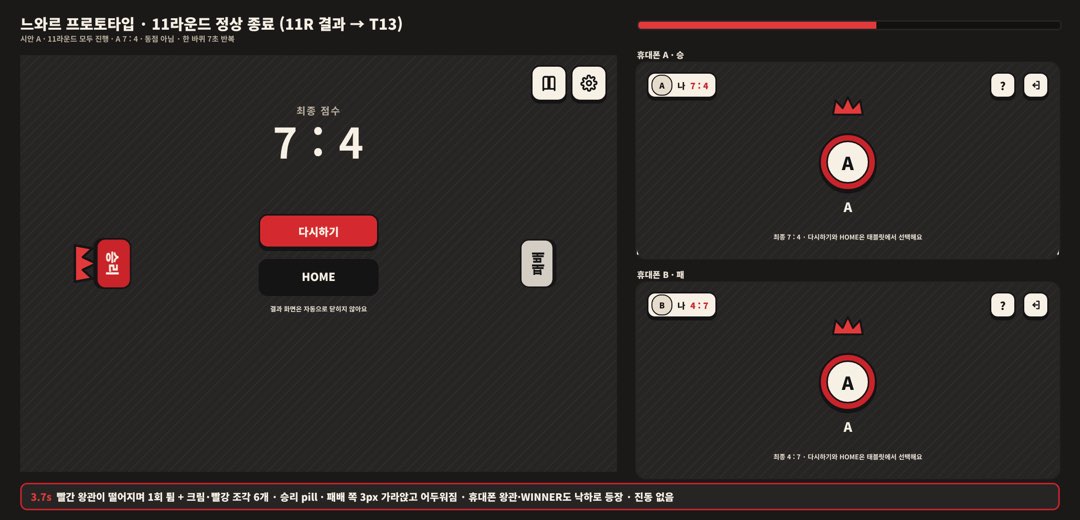 느와르 프로토타입 · 11라운드 정상 종료 (11R 결과 → T13)
시안 A · 11라운드 모두 진행 · A 7 : 4 · 동점 아님 · 한 바퀴 7초 반복
최종 점수
7 : 4
승리
다시하기
HOME
결과 화면은 자동으로 닫히지 않아요
패배
휴대폰 A · 승
A 나 7 : 4
?
A
A
최종 7 : 4 · 다시하기와 HOME은 태블릿에서 선택해요
휴대폰 B · 패
B 나 4 : 7
?
A
A
최종 4 : 7 · 다시하기와 HOME은 태블릿에서 선택해요
3.7s 빨간 왕관이 떨어지며 1회 튐 + 크림·빨강 조각 6개 · 승리 pill · 패배 쪽 3px 가라앉고 어두워짐 · 휴대폰 왕관·WINNER도 낙하로 등장 · 진동 없음